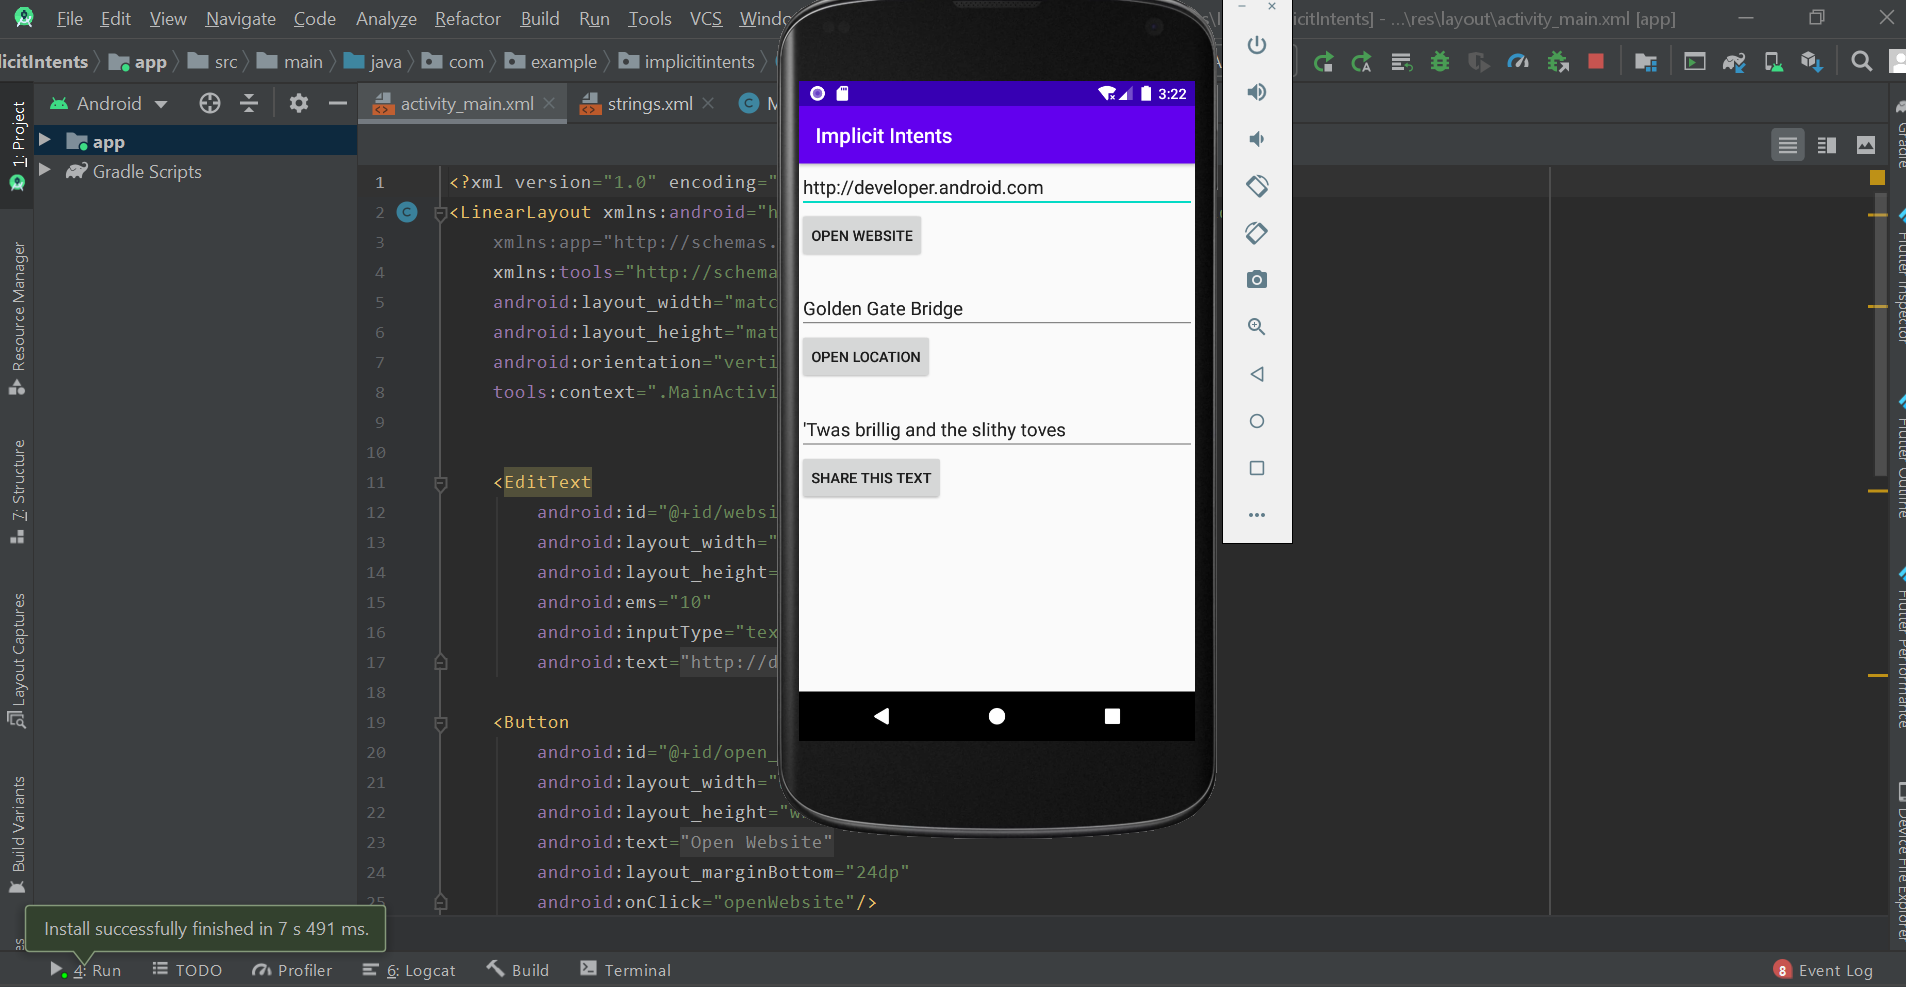 File Edit View Navigate Code Analyze Refactor Build Run Tools VCS Windo
icitIntents] - ...\res\layout\activity_main.xml [app]
licitIntents app src main java com example implicitintents
Android
activity_main.xml
strings.xml
app
Gradle Scripts
1: Project
Resource Manager
7: Structure
Layout Captures
Build Variants
1 <?xml version="1.0" encoding="
2 <LinearLayout xmlns:android="h
3 xmlns:app="http://schemas.
4 xmlns:tools="http://schema
5 android:layout_width="matc
6 android:layout_height="mat
7 android:orientation="verti
8 tools:context=".MainActivi
9
10
11 <EditText
12 android:id="@+id/websi
13 android:layout_width="
14 android:layout_height=
15 android:ems="10"
16 android:inputType="tex
17 android:text="http://d
18
19 <Button
20 android:id="@+id/open_
21 android:layout_width="
22 android:layout_height="w
23 android:text="Open Website"
24 android:layout_marginBottom="24dp"
25 android:onClick="openWebsite"/>
3:22
Implicit Intents
http://developer.android.com
OPEN WEBSITE
Golden Gate Bridge
OPEN LOCATION
'Twas brillig and the slithy toves
SHARE THIS TEXT
Gradle
Flutter Inspector
Flutter Outline
Flutter Performance
Device File Explorer
Install successfully finished in 7 s 491 ms.
4: Run TODO Profiler 6: Logcat Build Terminal
8 Event Log